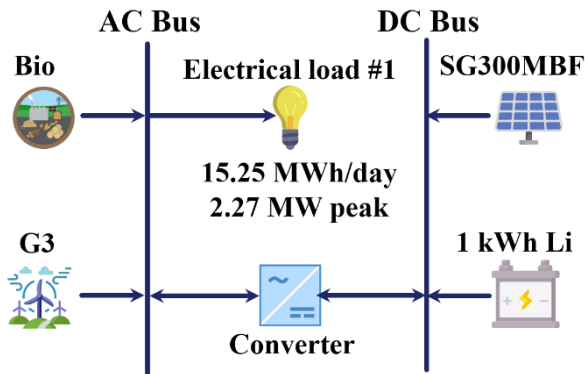 AC Bus
DC Bus
Bio
Electrical load #1
SG300MBF
15.25 MWh/day
2.27 MW peak
G3
1 kWh Li
Converter